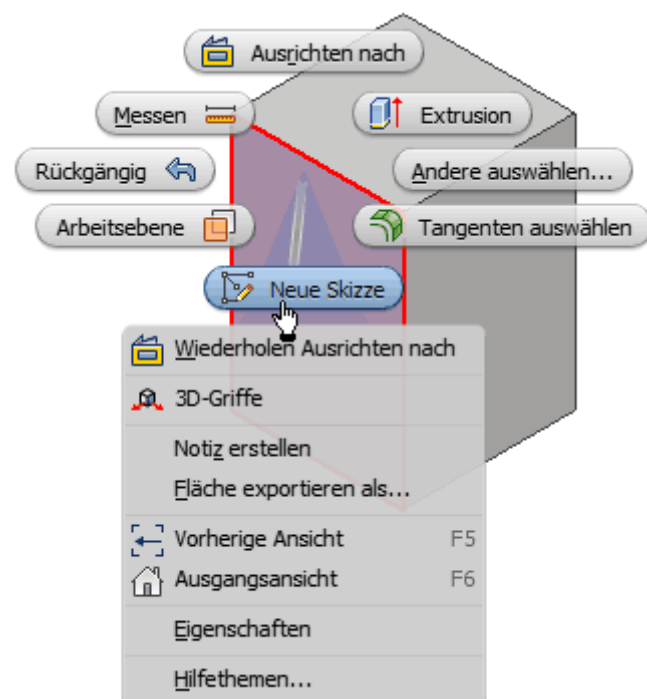 Ausrichten nach
Messen
Extrusion
Rückgängig
Andere auswählen...
Arbeitsebene
Tangenten auswählen
Neue Skizze
Wiederholen Ausrichten nach
3D-Griffe
Notiz erstellen
Fläche exportieren als...
Vorherige Ansicht F5
Ausgangsansicht F6
Eigenschaften
Hilfethemen...